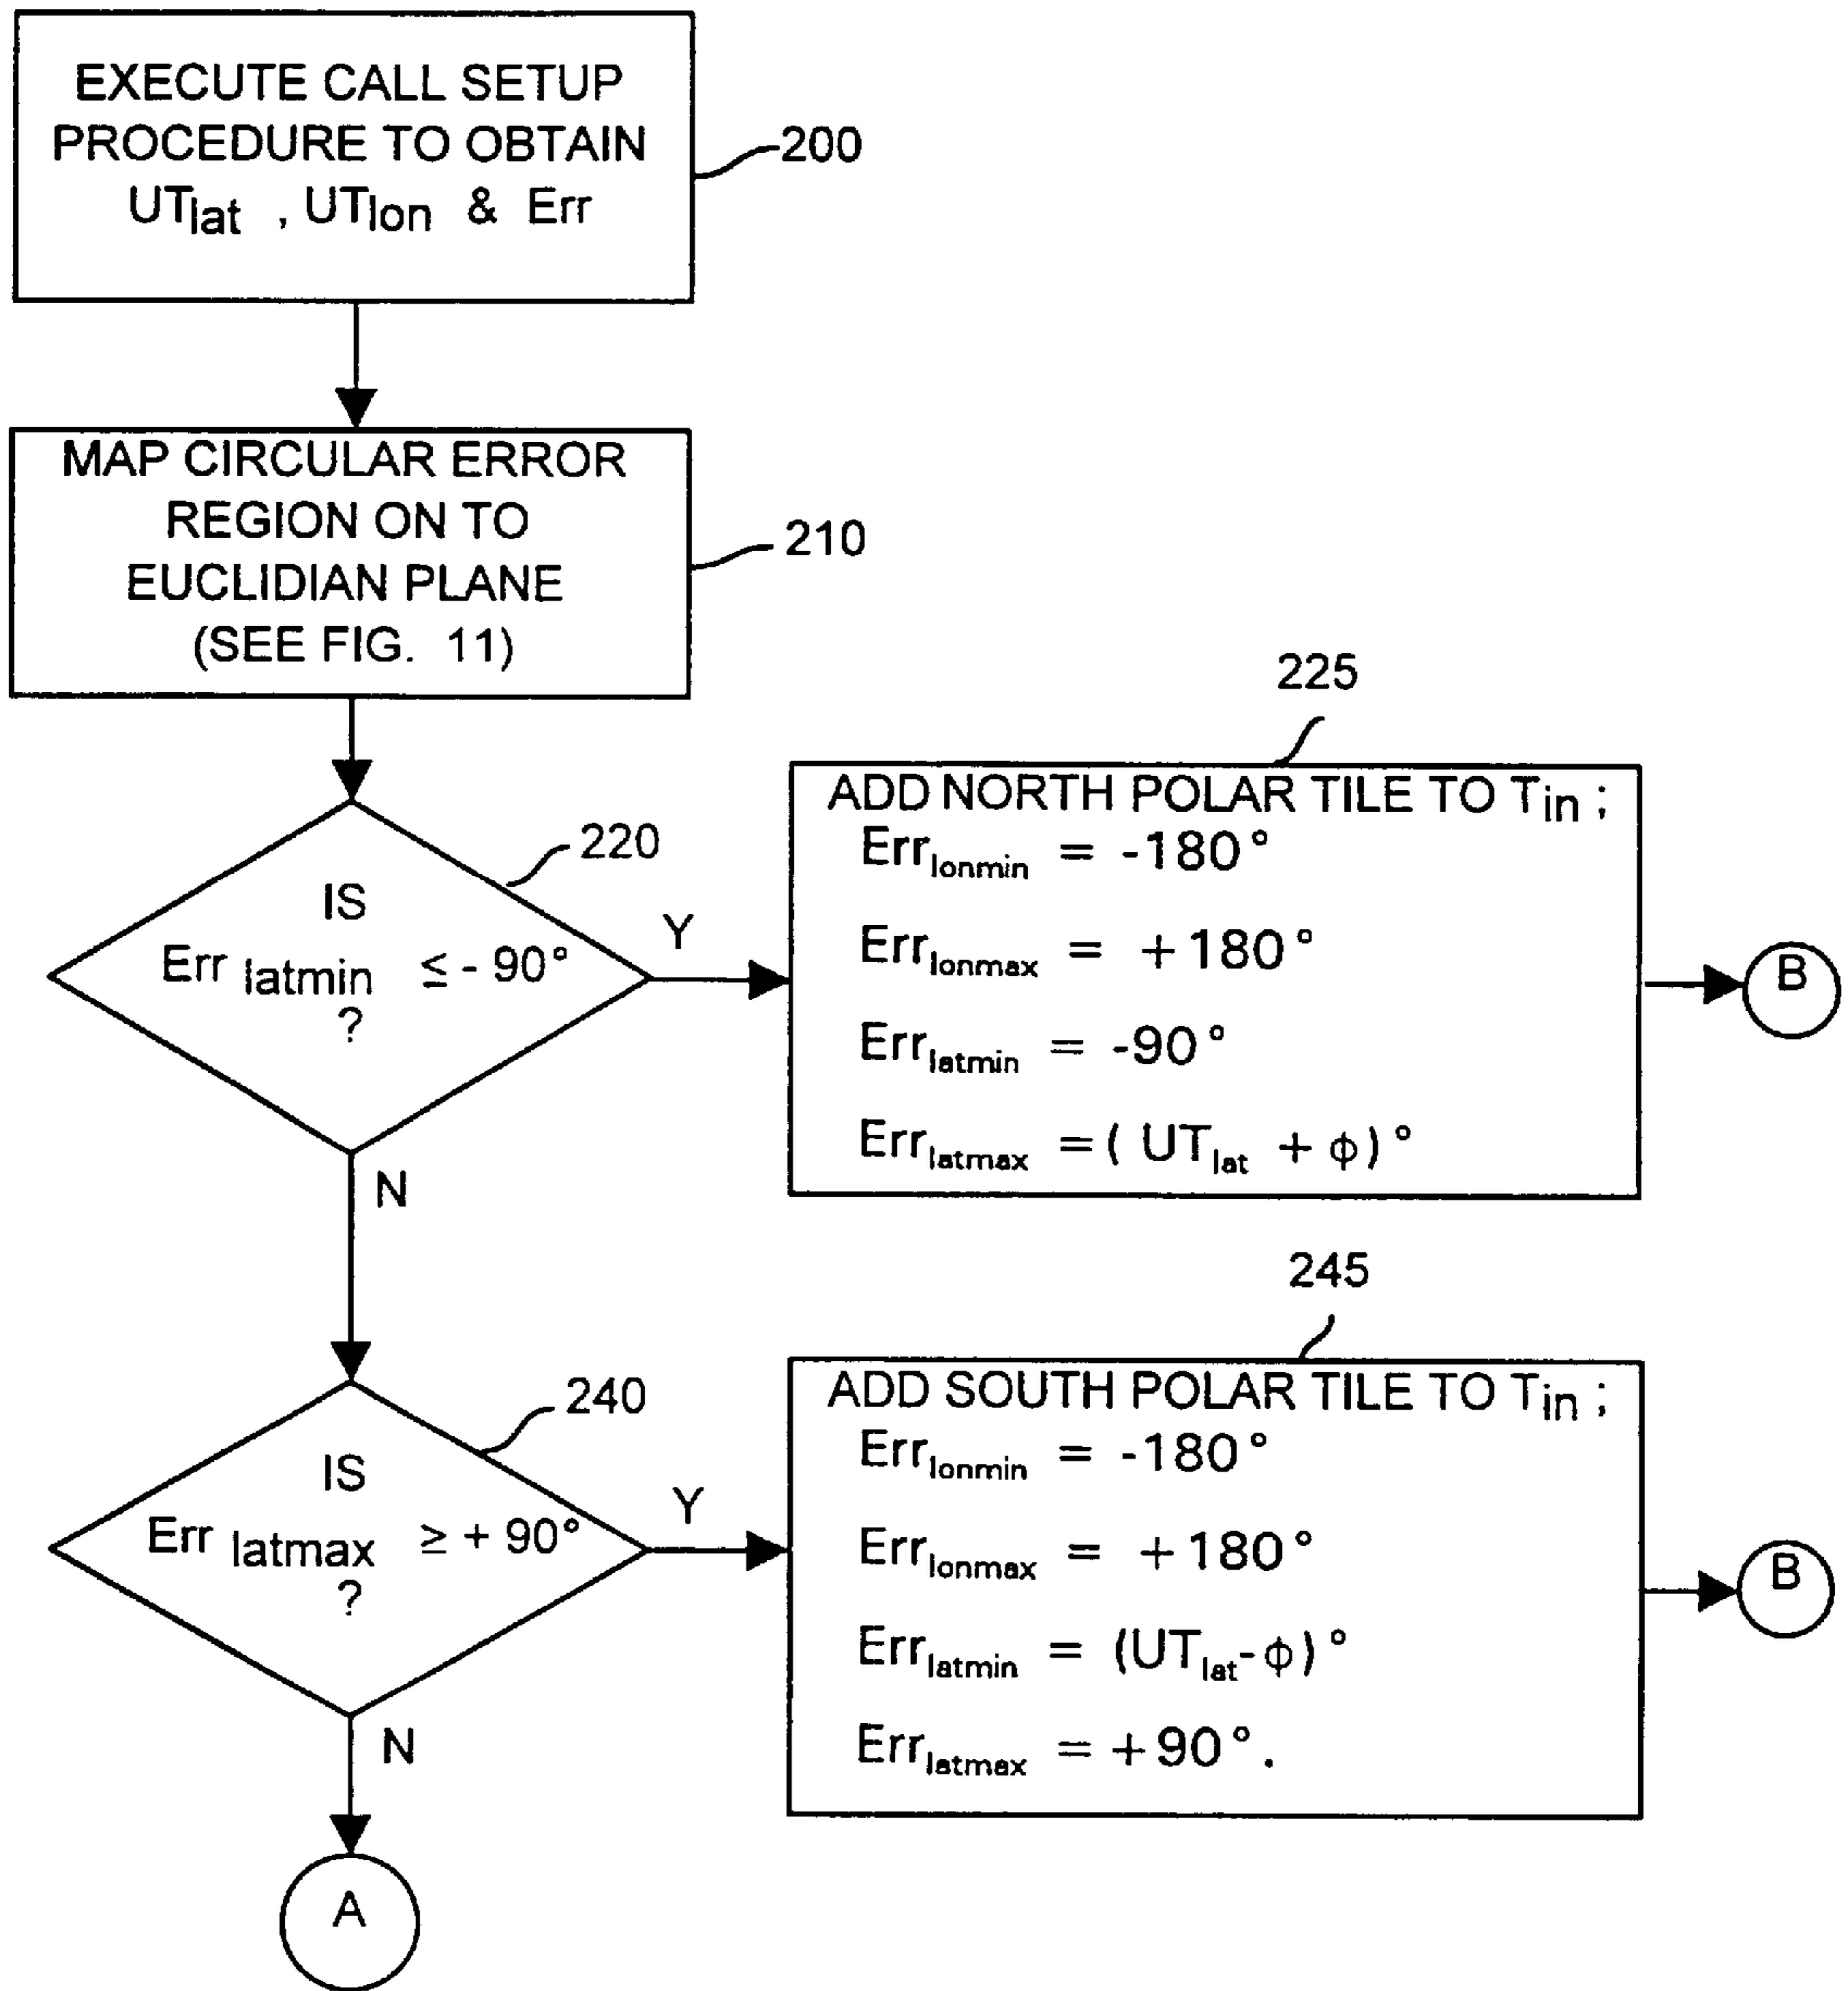 EXECUTE CALL SETUP
PROCEDURE TO OBTAIN
UTlat , UTlon & Err
200
MAP CIRCULAR ERROR
REGION ON TO
EUCLIDIAN PLANE
(SEE FIG. 11)
210
220
IS
Err latmin ≤ - 90°
?
Y
N
225
ADD NORTH POLAR TILE TO Tin ;
Errlonmin = -180°
Errlonmax = +180°
Errlatmin = -90°
Errlatmax =( UTlat + ϕ)°
B
240
IS
Err latmax ≥ + 90°
?
Y
N
245
ADD SOUTH POLAR TILE TO Tin ;
Errlonmin = -180°
Errlonmax = +180°
Errlatmin = (UTlat- ϕ)°
Errlatmax = +90°.
B
A